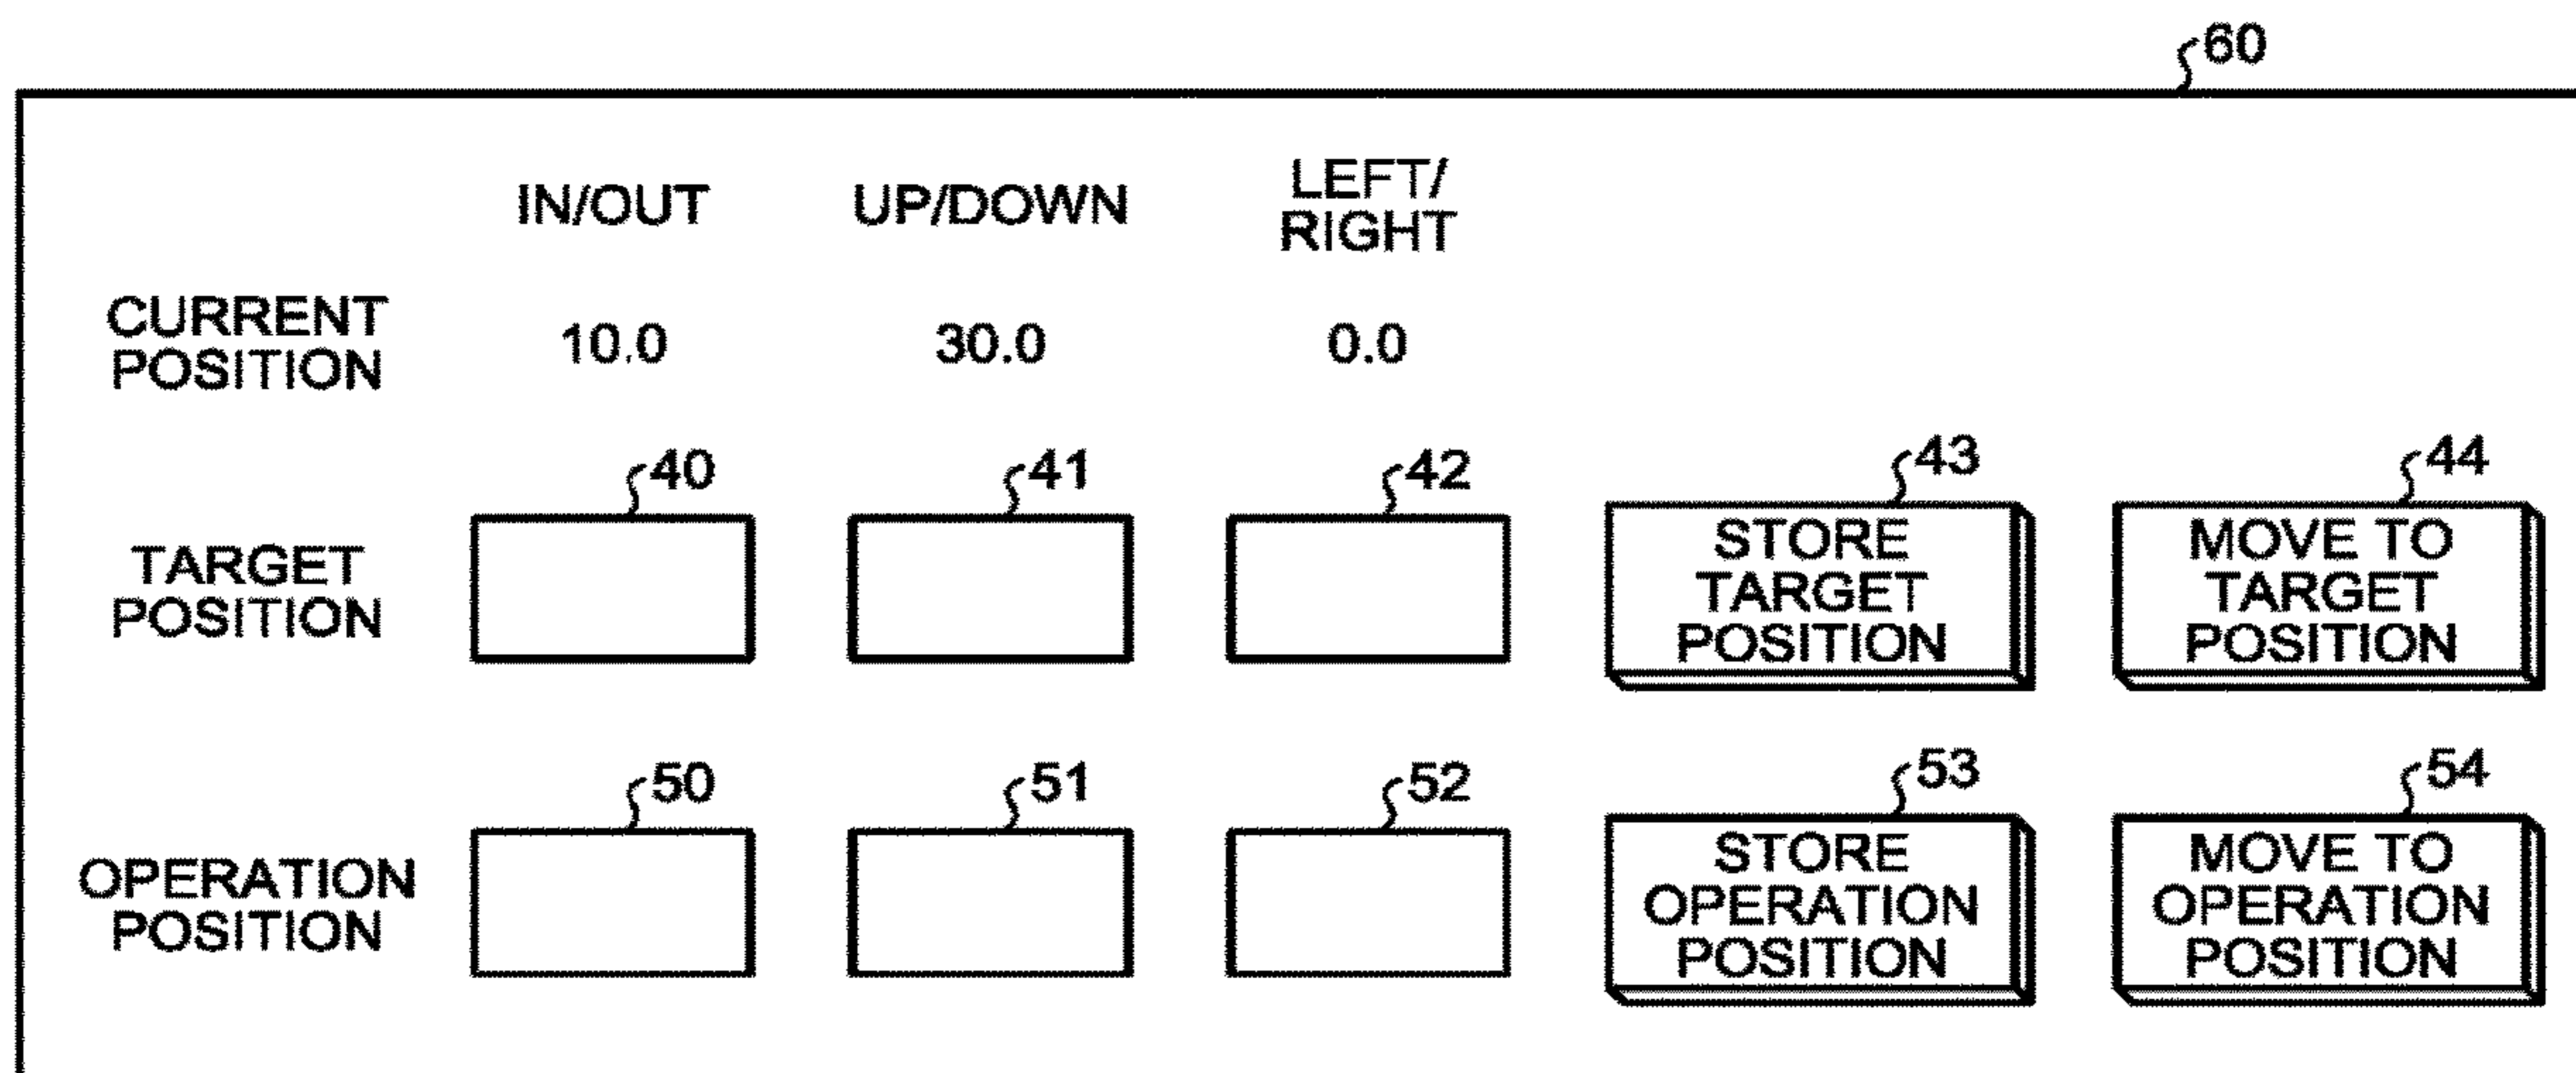 60
IN/OUT UP/DOWN LEFT/
RIGHT
CURRENT
POSITION 10.0 30.0 0.0
40 41 42 43 44
TARGET
POSITION
STORE
TARGET
POSITION
MOVE TO
TARGET
POSITION
50 51 52 53 54
OPERATION
POSITION
STORE
OPERATION
POSITION
MOVE TO
OPERATION
POSITION